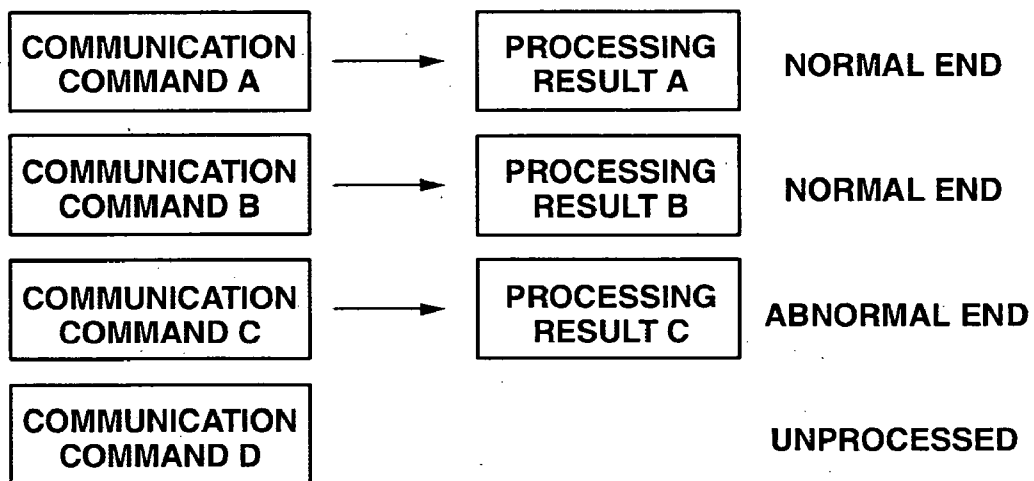 COMMUNICATION
COMMAND A
PROCESSING
RESULT A
NORMAL END
COMMUNICATION
COMMAND B
PROCESSING
RESULT B
NORMAL END
COMMUNICATION
COMMAND C
PROCESSING
RESULT C
ABNORMAL END
COMMUNICATION
COMMAND D
UNPROCESSED